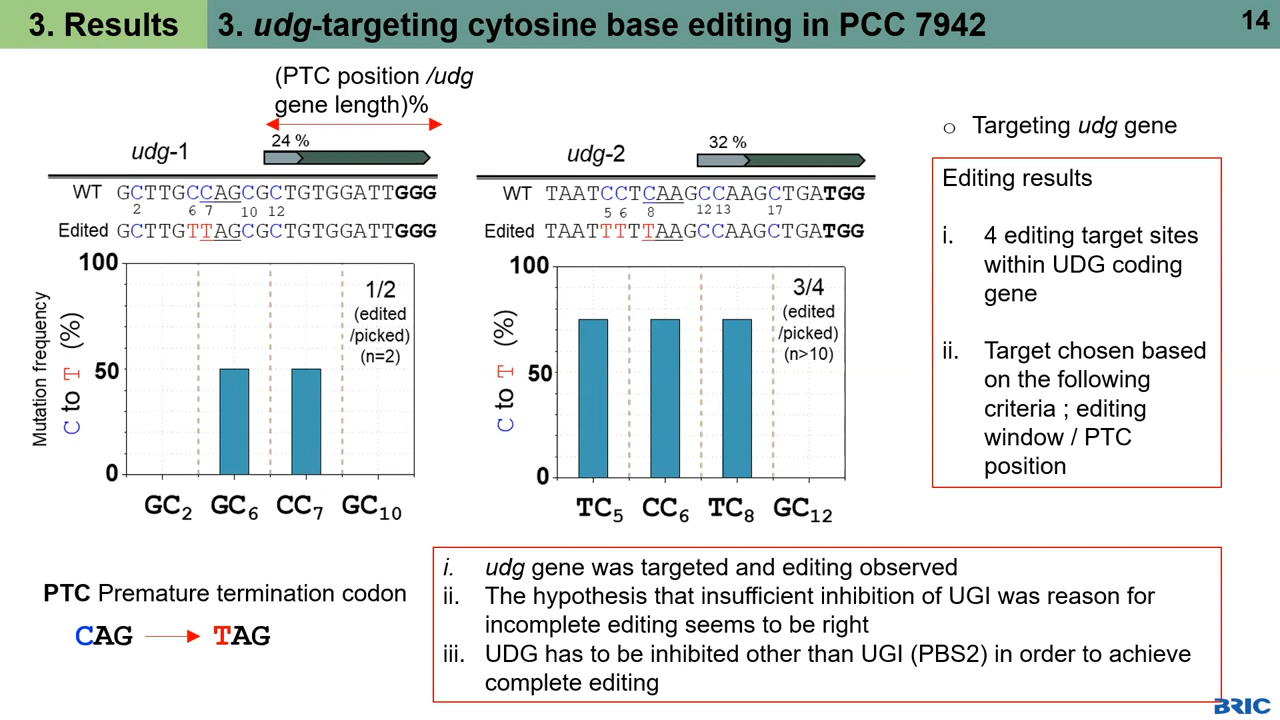 3. Results
3. udg-targeting cytosine base editing in PCC 7942
14
(PTC position /udg
gene length)%
udg-1
24 %
WT GCTTGCCAGCGCTGTGGATTGGG
2 6 7 10 12
Edited GCTTGTTAGCGCTGTGGATTGGG
Mutation frequency
C to T (%)
100
50
0
1/2
(edited
/picked)
(n=2)
GC2 GC6 CC7 GC10
udg-2
32 %
WT TAATCCTCAAGCCAAGCTGATGG
5 6 8 12 13 17
Edited TAATTTTTAAGCCAAGCTGATGG
C to T (%)
100
50
0
3/4
(edited
/picked)
(n>10)
TC5 CC6 TC8 GC12
o Targeting udg gene
Editing results
i. 4 editing target sites
within UDG coding
gene
ii. Target chosen based
on the following
criteria ; editing
window / PTC
position
PTC Premature termination codon
CAG → TAG
i. udg gene was targeted and editing observed
ii. The hypothesis that insufficient inhibition of UGI was reason for
incomplete editing seems to be right
iii. UDG has to be inhibited other than UGI (PBS2) in order to achieve
complete editing
BRIC